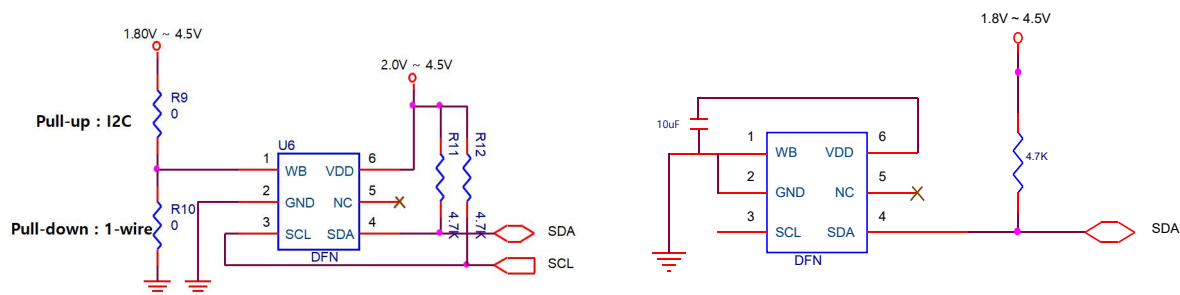 1.80V ~ 4.5V
2.0V ~ 4.5V
R9
0
Pull-up : I2C
R10
0
Pull-down : 1-wire
U6
1
WB
VDD
6
2
GND
NC
5
3
SCL
SDA
4
DFN
R11
4.7K
R12
4.7K
SDA
SCL
1.8V ~ 4.5V
10uF
1
WB
VDD
6
2
GND
NC
5
3
SCL
SDA
4
DFN
4.7K
SDA